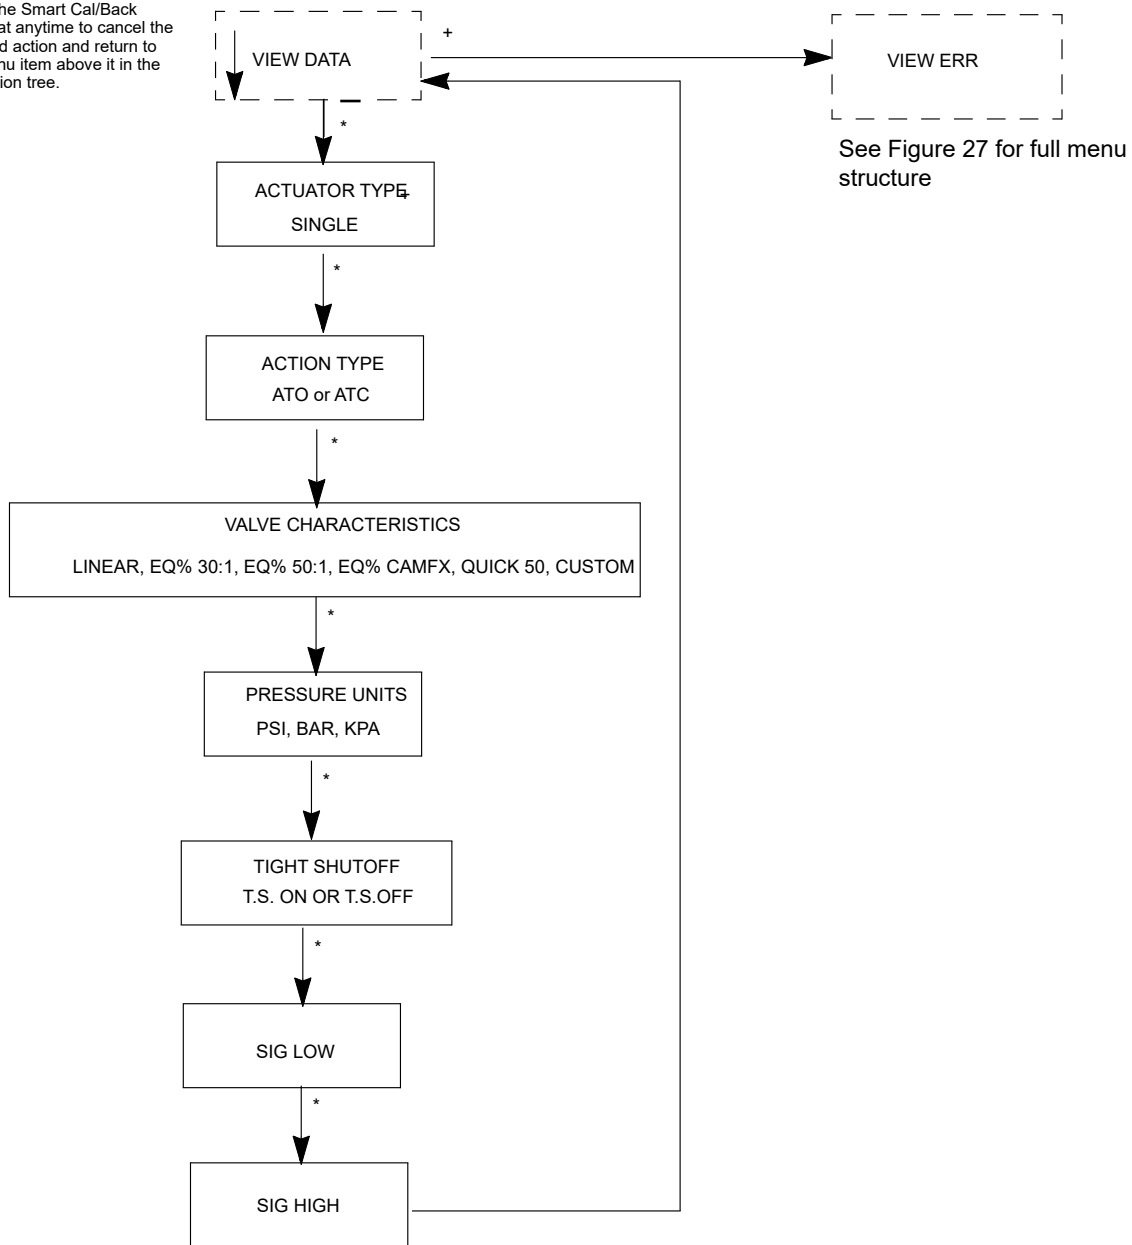 he Smart Cal/Back
at anytime to cancel the
d action and return to
nu item above it in the
ion tree.
VIEW DATA
+
VIEW ERR
*
See Figure 27 for full menu
structure
ACTUATOR TYPE
+
SINGLE
*
ACTION TYPE
ATO or ATC
*
VALVE CHARACTERISTICS
LINEAR, EQ% 30:1, EQ% 50:1, EQ% CAMFX, QUICK 50, CUSTOM
*
PRESSURE UNITS
PSI, BAR, KPA
*
TIGHT SHUTOFF
T.S. ON OR T.S.OFF
*
SIG LOW
*
SIG HIGH